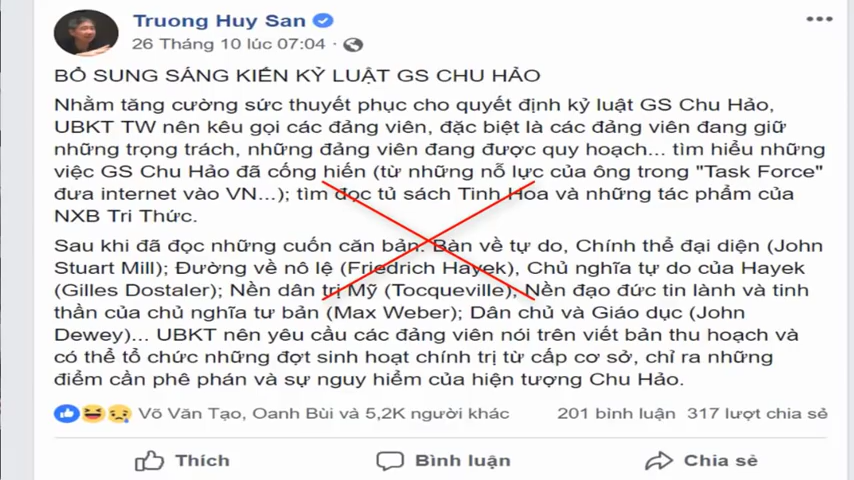 Truong Huy San
26 Tháng 10 lúc 07:04 ·
BỔ SUNG SÁNG KIẾN KỶ LUẬT GS CHU HẢO
Nhằm tăng cường sức thuyết phục cho quyết định kỷ luật GS Chu Hảo,
UBKT TW nên kêu gọi các đảng viên, đặc biệt là các đảng viên đang giữ
những trọng trách, những đảng viên đang được quy hoạch... tìm hiểu những
việc GS Chu Hảo đã cống hiến (từ những nỗ lực của ông trong "Task Force"
đưa internet vào VN...); tìm đọc tủ sách Tinh Hoa và những tác phẩm của
NXB Tri Thức.
Sau khi đã đọc những cuốn căn bản: Bàn về tự do, Chính thể đại diện (John
Stuart Mill); Đường về nô lệ (Friedrich Hayek), Chủ nghĩa tự do của Hayek
(Gilles Dostaler); Nền dân trị Mỹ (Tocqueville), Nền đạo đức tin lành và tinh
thần của chủ nghĩa tư bản (Max Weber); Dân chủ và Giáo dục (John
Dewey)... UBKT nên yêu cầu các đảng viên nói trên viết bản thu hoạch và
có thể tổ chức những đợt sinh hoạt chính trị từ cấp cơ sở, chỉ ra những
điểm cần phê phán và sự nguy hiểm của hiện tượng Chu Hảo.
Võ Văn Tạo, Oanh Bùi và 5,2K người khác 201 bình luận 317 lượt chia sẻ
Thích Bình luận Chia sẻ